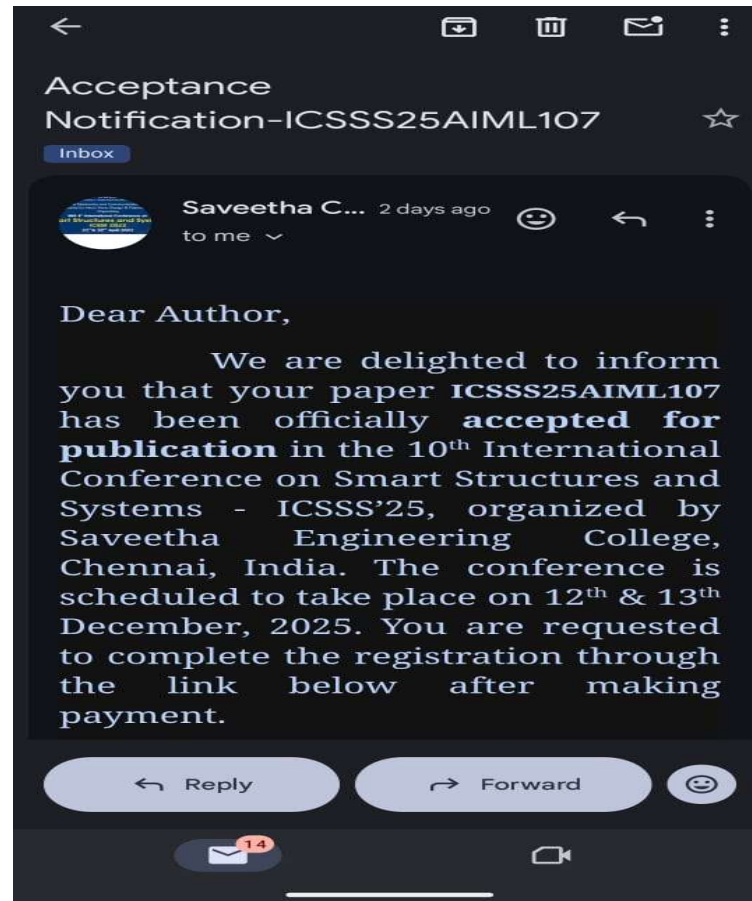 Acceptance
Notification-ICSSS25AIML107
Inbox
Saveetha C... 2 days ago
to me
Dear Author,
We are delighted to inform
you that your paper ICSSS25AIML107
has been officially accepted for
publication in the 10th International
Conference on Smart Structures and
Systems - ICSSS’25, organized by
Saveetha Engineering College,
Chennai, India. The conference is
scheduled to take place on 12th & 13th
December, 2025. You are requested
to complete the registration through
the link below after making
payment.
Reply
Forward
14